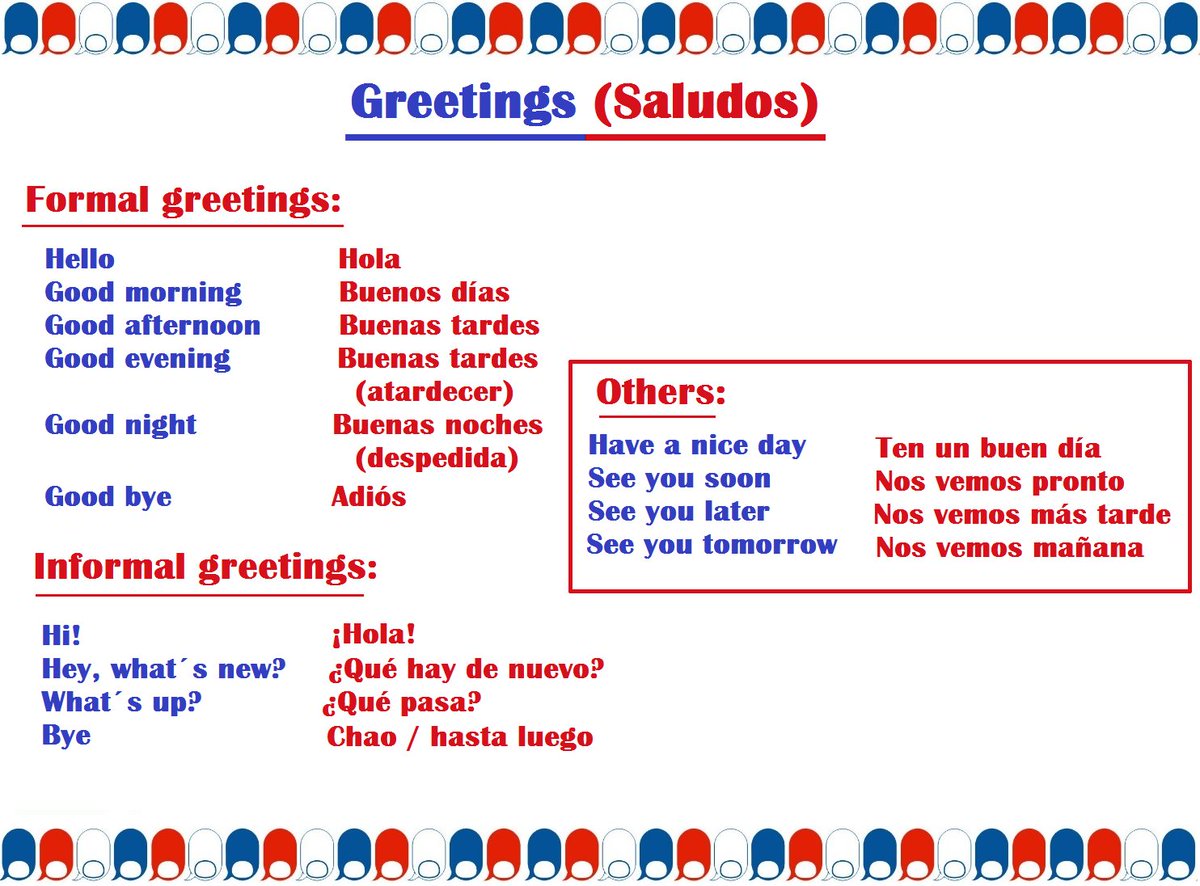 Greetings (Saludos)
Formal greetings:
Hello Hola
Good morning Buenos días
Good afternoon Buenas tardes
Good evening Buenas tardes
(atardecer)
Good night Buenas noches
(despedida)
Good bye Adiós
Informal greetings:
Hi! ¡Hola!
Hey, what´s new? ¿Qué hay de nuevo?
What´s up? ¿Qué pasa?
Bye Chao / hasta luego
Others:
Have a nice day Ten un buen día
See you soon Nos vemos pronto
See you later Nos vemos más tarde
See you tomorrow Nos vemos mañana